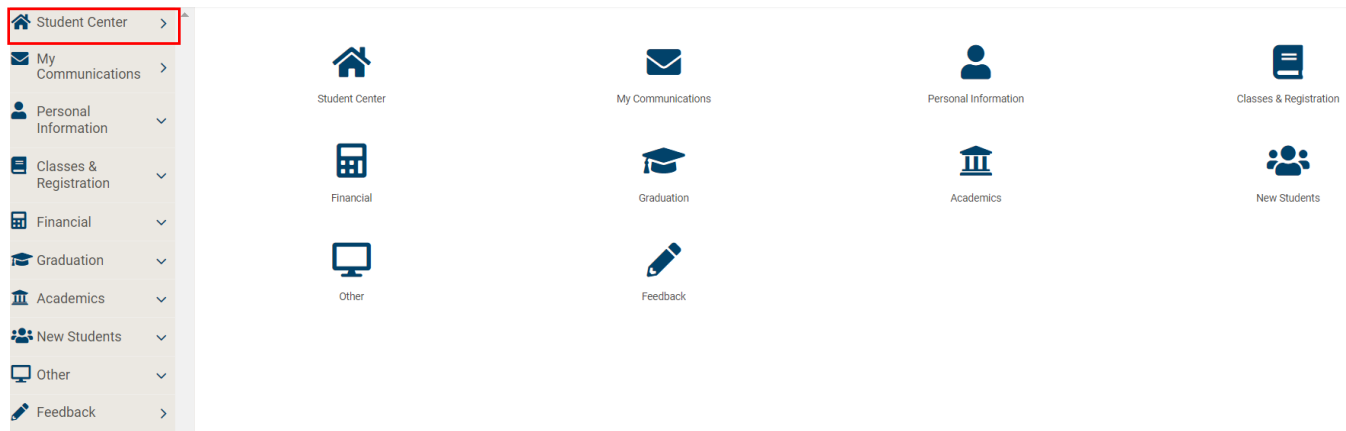 Student Center
My
Communications
Personal
Information
Classes &
Registration
Financial
Graduation
Academics
New Students
Other
Feedback
Student Center
My Communications
Personal Information
Classes & Registration
Financial
Graduation
Academics
New Students
Other
Feedback